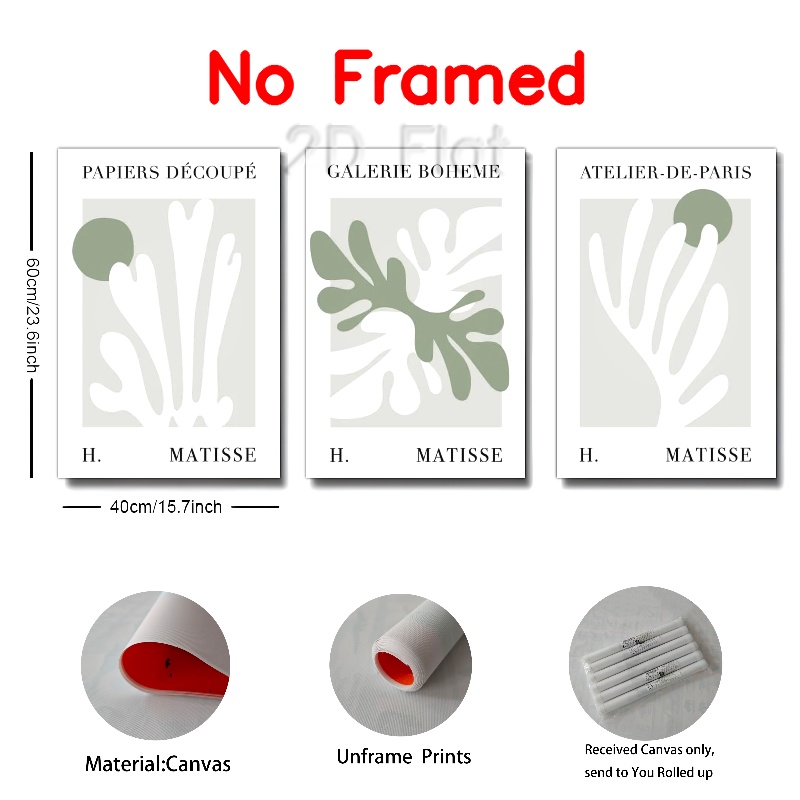 No Framed
2D Flat
PAPIERS DÉCOUPÉ
GALERIE BOHEME
ATELIER-DE-PARIS
60cm/23.6inch
H. MATISSE
H. MATISSE
H. MATISSE
40cm/15.7inch
Material:Canvas
Unframe Prints
Received Canvas only,
send to You Rolled up